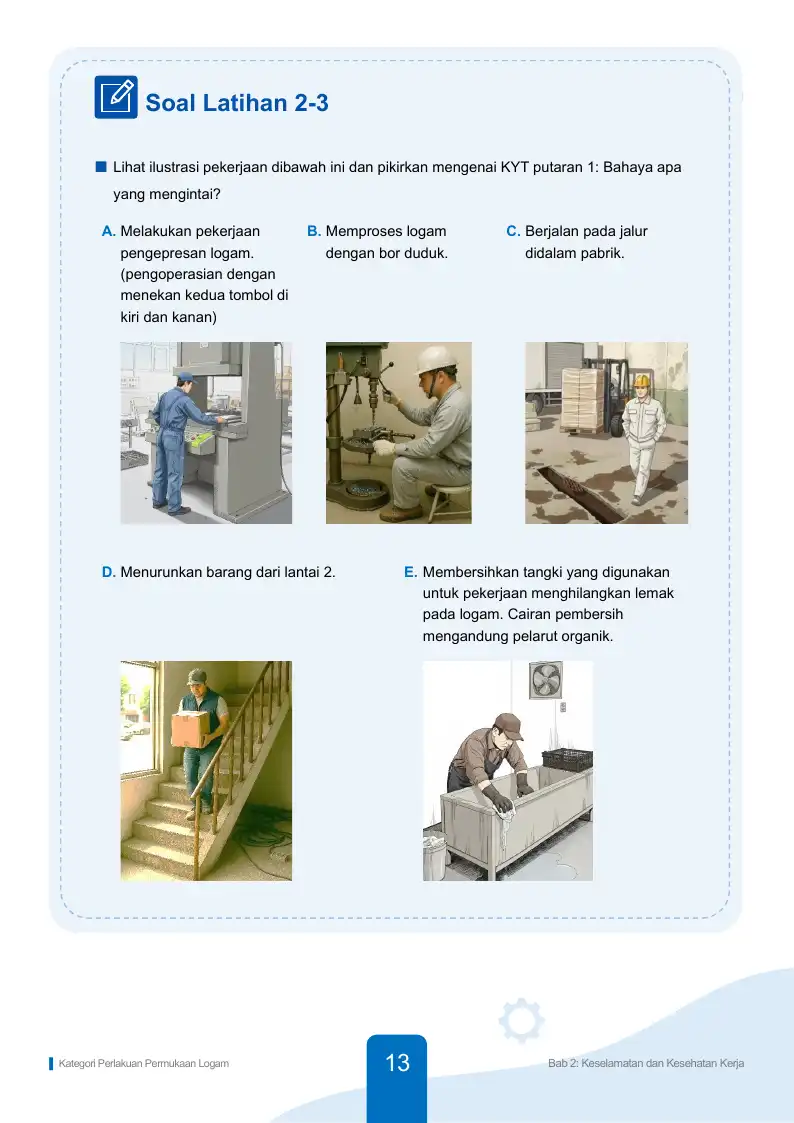 Soal Latihan 2-3
Lihat ilustrasi pekerjaan dibawah ini dan pikirkan mengenai KYT putaran 1: Bahaya apa
yang mengintai?
A. Melakukan pekerjaan
pengepresan logam.
(pengoperasian dengan
menekan kedua tombol di
kiri dan kanan)
B. Memproses logam
dengan bor duduk.
C. Berjalan pada jalur
didalam pabrik.
D. Menurunkan barang dari lantai 2.
E. Membersihkan tangki yang digunakan
untuk pekerjaan menghilangkan lemak
pada logam. Cairan pembersih
mengandung pelarut organik.
Kategori Perlakuan Permukaan Logam
13
Bab 2: Keselamatan dan Kesehatan Kerja